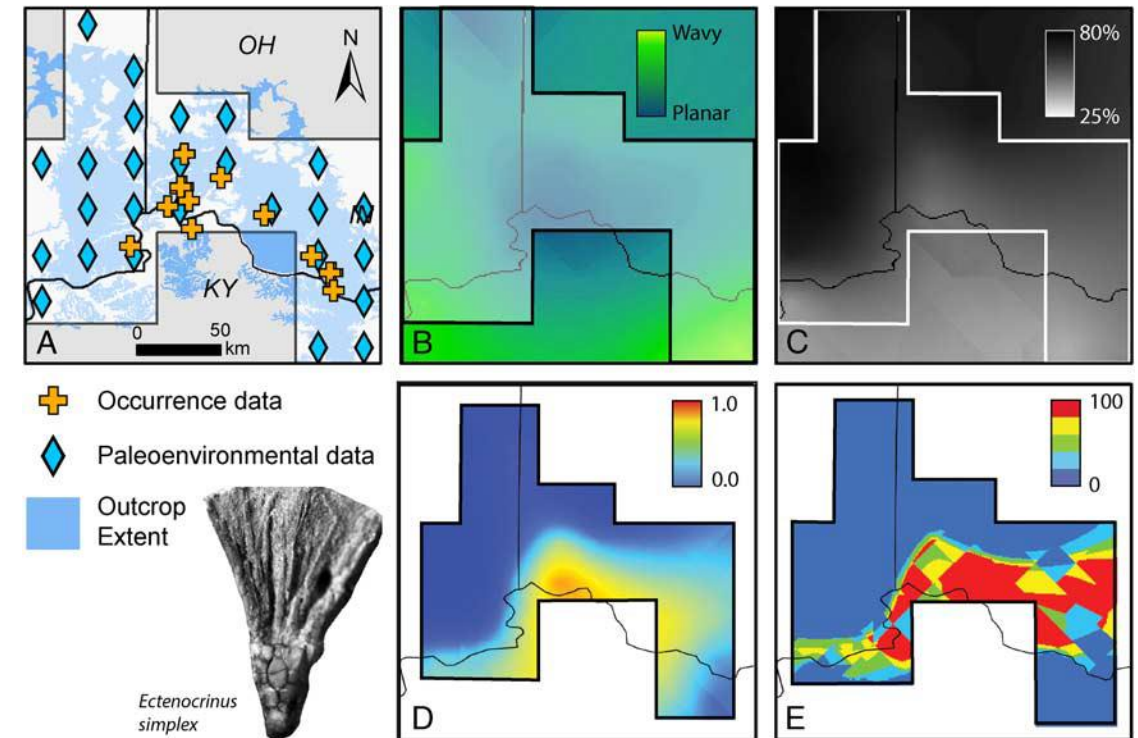 OH
N
IN
KY
0 50
km
A
Wavy
Planar
B
80%
25%
C
Occurrence data
Paleoenvironmental data
Outcrop
Extent
Ectenocrinus
simplex
1.0
0.0
D
100
0
E